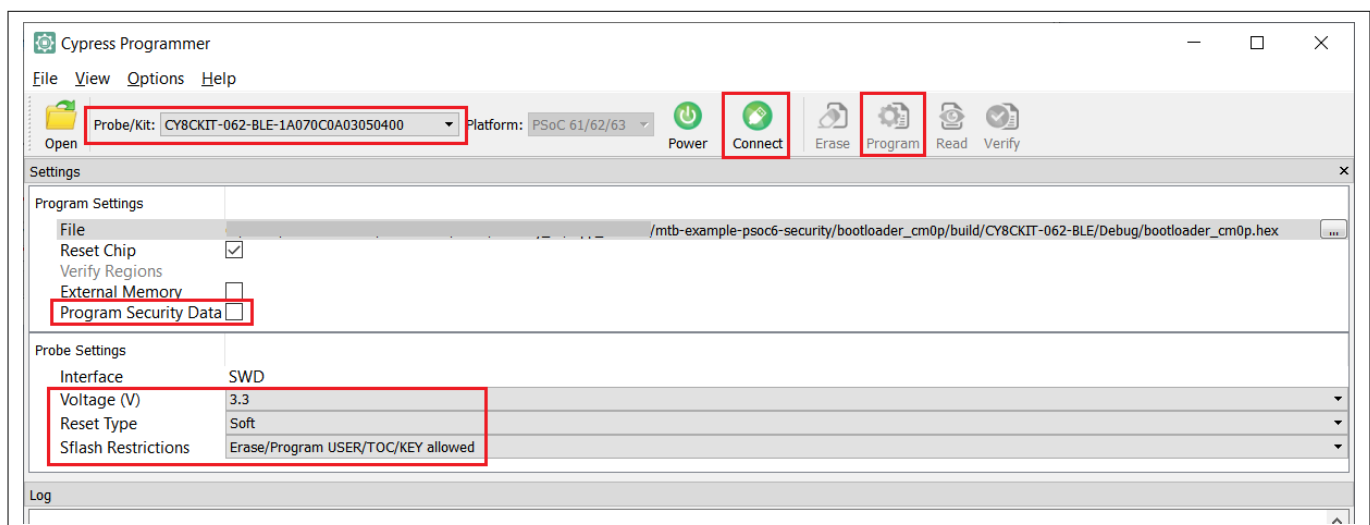 Cypress Programmer
File View Options Help
Open
Probe/Kit: CY8CKIT-062-BLE-1A070C0A03050400 Platform: PSoC 61/62/63
Power Connect Erase Program Read Verify
Settings
Program Settings
File /mtb-example-psoc6-security/bootloader_cm0p/build/CY8CKIT-062-BLE/Debug/bootloader_cm0p.hex ...
Reset Chip
Verify Regions
External Memory
Program Security Data
Probe Settings
Interface SWD
Voltage (V) 3.3
Reset Type Soft
Sflash Restrictions Erase/Program USER/TOC/KEY allowed
Log